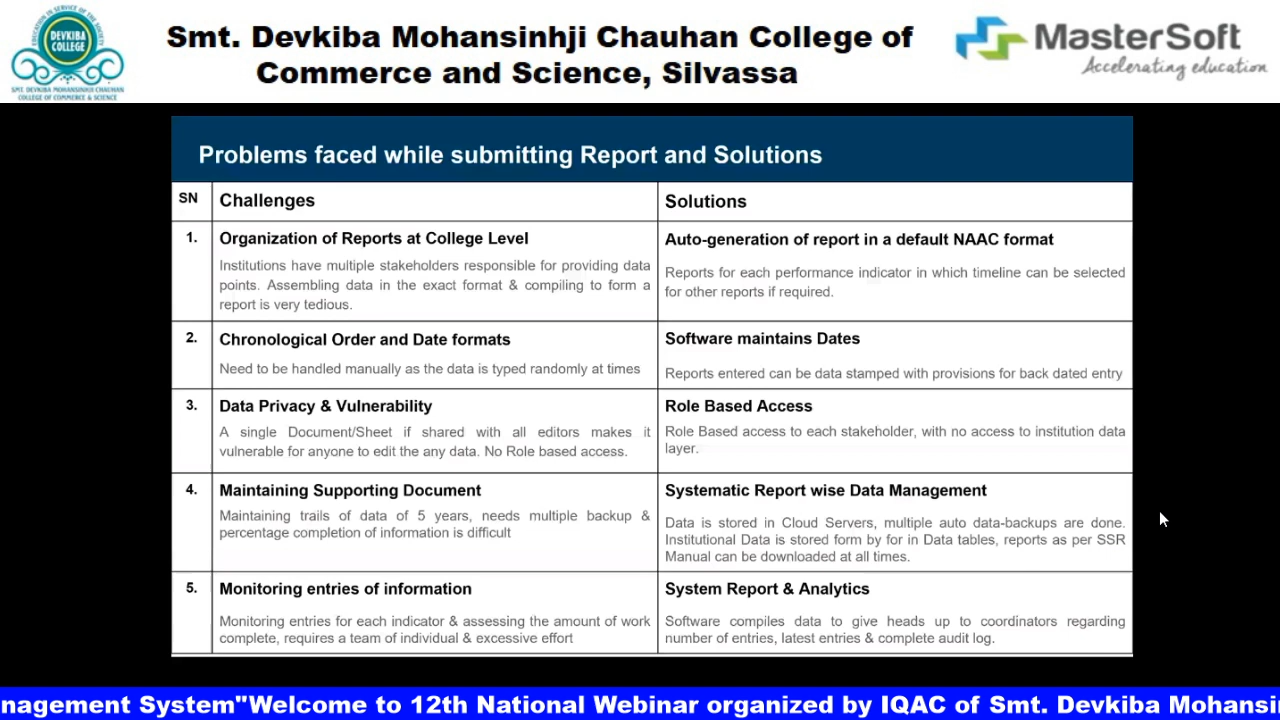 EDUCATION IN SERVICE OF THE SOCIETY
DEVKIBA
COLLEGE
SMT. DEVKIBA MOHANSINHJI CHAUHAN
COLLEGE OF COMMERCE & SCIENCE
Smt. Devkiba Mohansinhji Chauhan College of
Commerce and Science, Silvassa
MasterSoft
Accelerating education
Problems faced while submitting Report and Solutions
SN
Challenges
Solutions
1.
Organization of Reports at College Level
Institutions have multiple stakeholders responsible for providing data
points. Assembling data in the exact format & compiling to form a
report is very tedious.
Auto-generation of report in a default NAAC format
Reports for each performance indicator in which timeline can be selected
for other reports if required.
2.
Chronological Order and Date formats
Need to be handled manually as the data is typed randomly at times
Software maintains Dates
Reports entered can be data stamped with provisions for back dated entry
3.
Data Privacy & Vulnerability
A single Document/Sheet if shared with all editors makes it
vulnerable for anyone to edit the any data. No Role based access.
Role Based Access
Role Based access to each stakeholder, with no access to institution data
layer.
4.
Maintaining Supporting Document
Maintaining trails of data of 5 years, needs multiple backup &
percentage completion of information is difficult
Systematic Report wise Data Management
Data is stored in Cloud Servers, multiple auto data-backups are done.
Institutional Data is stored form by for in Data tables, reports as per SSR
Manual can be downloaded at all times.
5.
Monitoring entries of information
Monitoring entries for each indicator & assessing the amount of work
complete, requires a team of individual & excessive effort
System Report & Analytics
Software compiles data to give heads up to coordinators regarding
number of entries, latest entries & complete audit log.
nagement System"Welcome to 12th National Webinar organized by IQAC of Smt. Devkiba Mohansi